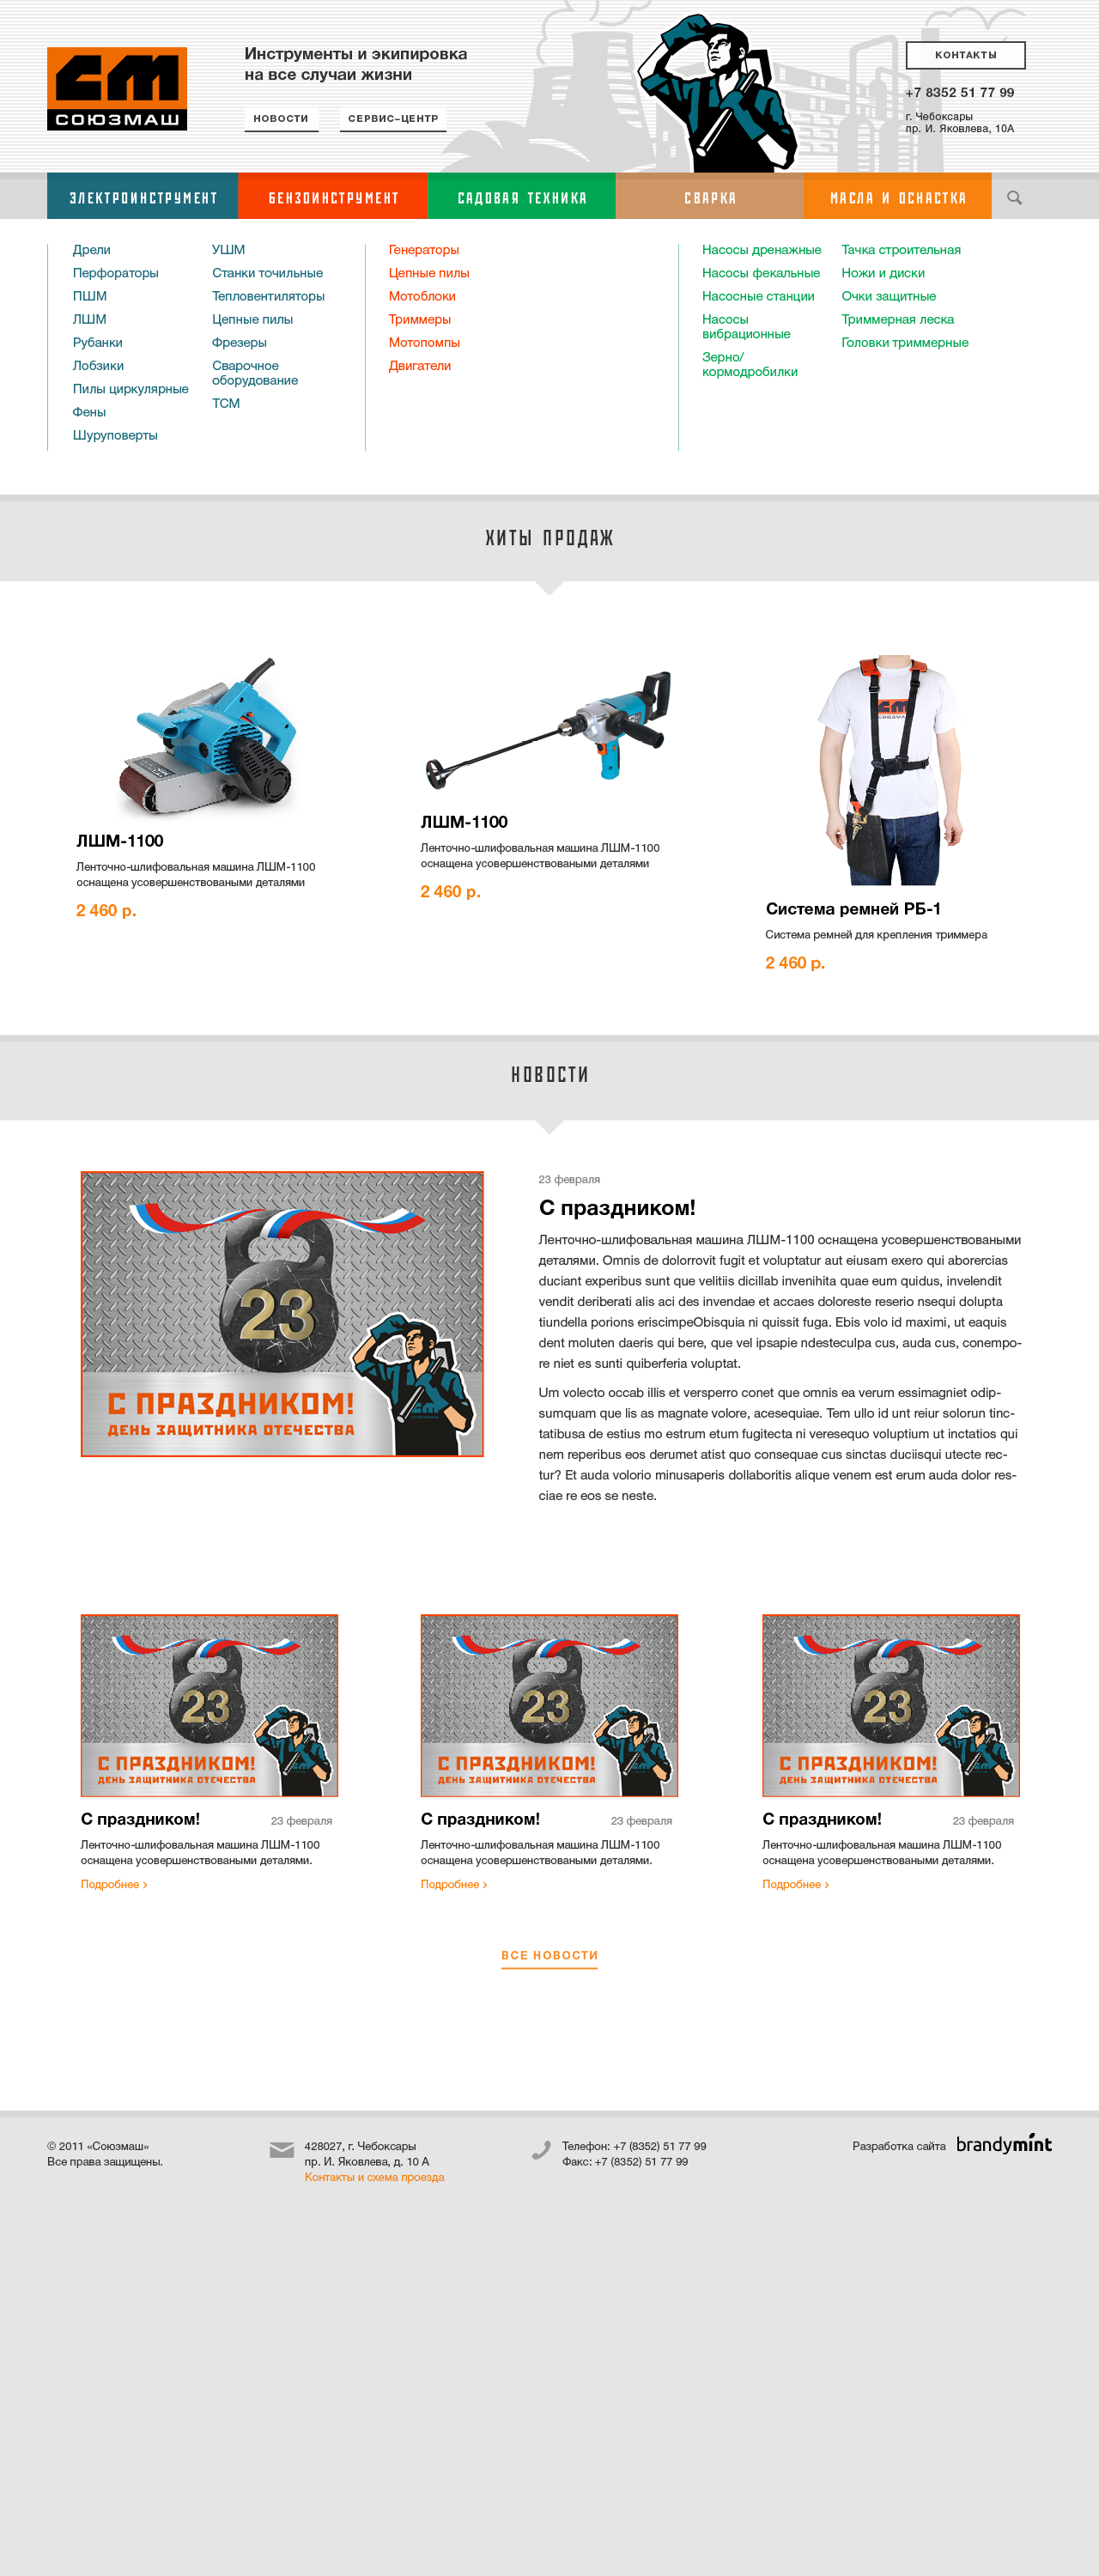 СОЮЗМАШ
Инструменты и экипировка
на все случаи жизни
НОВОСТИ
СЕРВИС–ЦЕНТР
КОНТАКТЫ
+7 8352 51 77 99
г. Чебоксары
пр. И. Яковлева, 10А
ЭЛЕКТРОИНСТРУМЕНТ
БЕНЗОИНСТРУМЕНТ
САДОВАЯ ТЕХНИКА
СВАРКА
МАСЛА И ОСНАСТКА
Дрели
Перфораторы
ПШМ
ЛШМ
Рубанки
Лобзики
Пилы циркулярные
Фены
Шуруповерты
УШМ
Станки точильные
Тепловентиляторы
Цепные пилы
Фрезеры
Сварочное
оборудование
ТСМ
Генераторы
Цепные пилы
Мотоблоки
Триммеры
Мотопомпы
Двигатели
Насосы дренажные
Насосы фекальные
Насосные станции
Насосы
вибрационные
Зерно/
кормодробилки
Тачка строительная
Ножи и диски
Очки защитные
Триммерная леска
Головки триммерные
ХИТЫ ПРОДАЖ
ЛШМ-1100
Ленточно-шлифовальная машина ЛШМ-1100
оснащена усовершенствоваными деталями
2 460 р.
ЛШМ-1100
Ленточно-шлифовальная машина ЛШМ-1100
оснащена усовершенствоваными деталями
2 460 р.
СОЮЗМАШ
Система ремней РБ-1
Система ремней для крепления триммера
2 460 р.
НОВОСТИ
23
С ПРАЗДНИКОМ!
ДЕНЬ ЗАЩИТНИКА ОТЕЧЕСТВА
23 февраля
С праздником!
Ленточно-шлифовальная машина ЛШМ-1100 оснащена усовершенствоваными
деталями. Omnis de dolorrovit fugit et voluptatur aut eiusam exero qui aborercias
duciant experibus sunt que velitiis dicillab invenihita quae eum quidus, invelendit
vendit deriberati alis aci des invendae et accaes doloreste reserio nsequi dolupta
tiundella porions eriscimpeObisquia ni quissit fuga. Ebis volo id maximi, ut eaquis
dent moluten daeris qui bere, que vel ipsapie ndesteculpa cus, auda cus, conempo-
re niet es sunti quiberferia voluptat.
Um volecto occab illis et versperro conet que omnis ea verum essimagniet odip-
sumquam que lis as magnate volore, acesequiae. Tem ullo id unt reiur solorun tinc-
tatibusa de estius mo estrum etum fugitecta ni veresequo voluptium ut inctatios qui
nem reperibus eos derumet atist quo consequae cus sinctas duciisqui utecte rec-
tur? Et auda volorio minusaperis dollaboritis alique venem est erum auda dolor res-
ciae re eos se neste.
23
С ПРАЗДНИКОМ!
ДЕНЬ ЗАЩИТНИКА ОТЕЧЕСТВА
С праздником!
23 февраля
Ленточно-шлифовальная машина ЛШМ-1100
оснащена усовершенствоваными деталями.
Подробнее ›
23
С ПРАЗДНИКОМ!
ДЕНЬ ЗАЩИТНИКА ОТЕЧЕСТВА
С праздником!
23 февраля
Ленточно-шлифовальная машина ЛШМ-1100
оснащена усовершенствоваными деталями.
Подробнее ›
23
С ПРАЗДНИКОМ!
ДЕНЬ ЗАЩИТНИКА ОТЕЧЕСТВА
С праздником!
23 февраля
Ленточно-шлифовальная машина ЛШМ-1100
оснащена усовершенствоваными деталями.
Подробнее ›
ВСЕ НОВОСТИ
© 2011 «Союзмаш»
Все права защищены.
428027, г. Чебоксары
пр. И. Яковлева, д. 10 А
Контакты и схема проезда
Телефон: +7 (8352) 51 77 99
Факс: +7 (8352) 51 77 99
Разработка сайта
brandymint